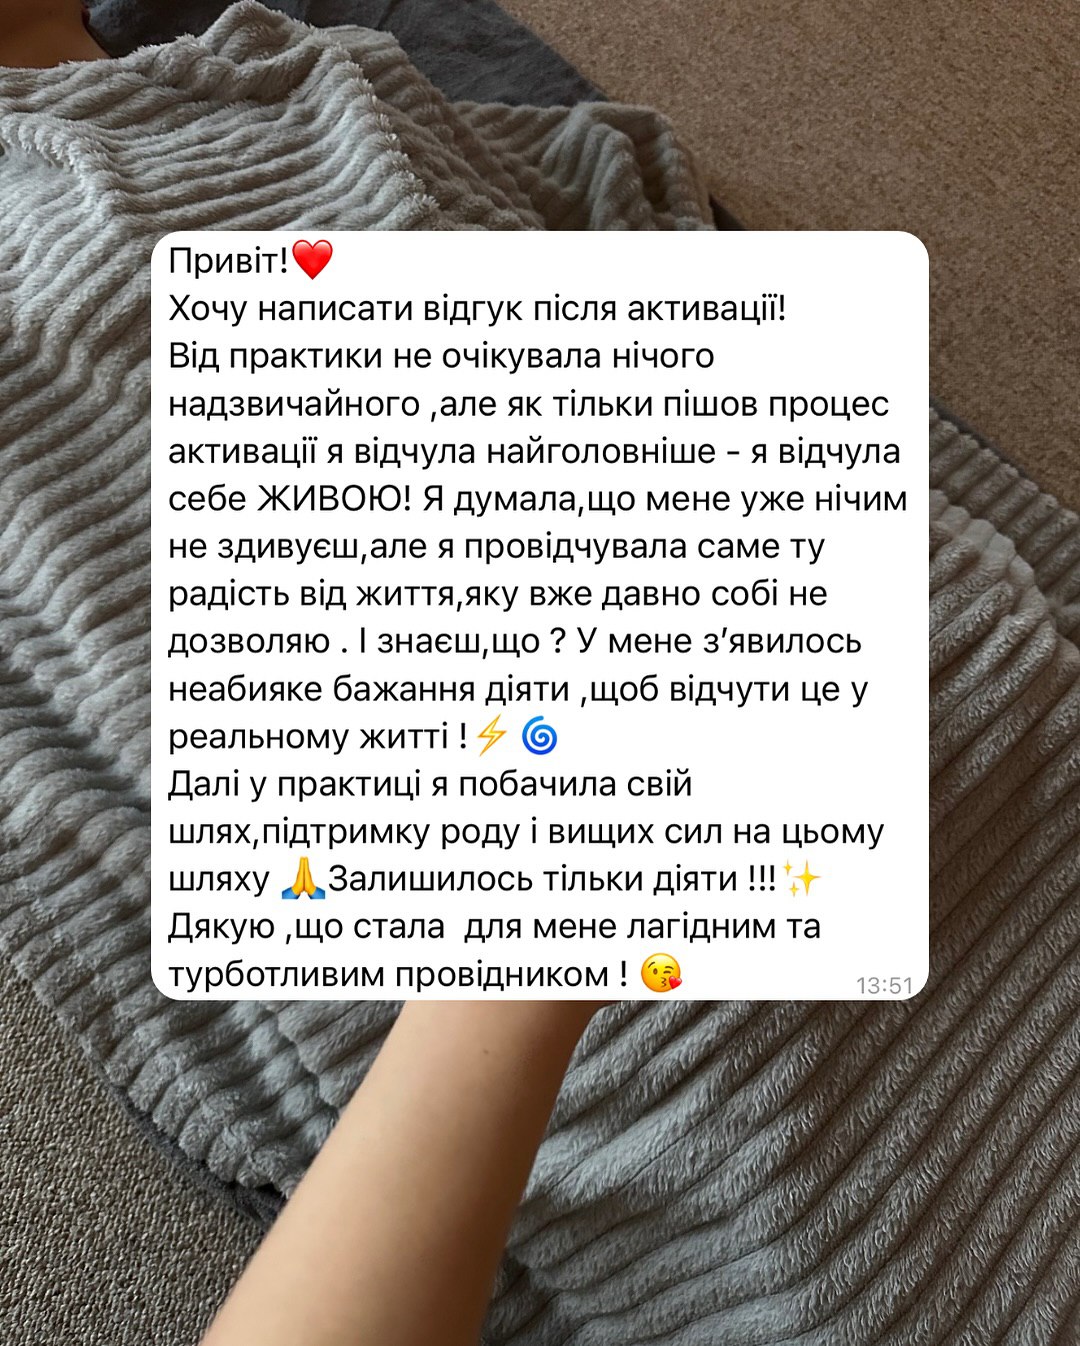 Привіт!❤️
Хочу написати відгук після активації!
Від практики не очікувала нічого
надзвичайного ,але як тільки пішов процес
активації я відчула найголовніше - я відчула
себе ЖИВОЮ! Я думала,що мене уже нічим
не здивуєш,але я провідчувала саме ту
радість від життя,яку вже давно собі не
дозволяю . І знаєш,що ? У мене з’явилось
неабияке бажання діяти ,щоб відчути це у
реальному житті !⚡️ 🌀
Далі у практиці я побачила свій
шлях,підтримку роду і вищих сил на цьому
шляху 🙏Залишилось тільки діяти !!!✨
Дякую ,що стала  для мене лагідним та
турботливим провідником ! 😘
13:51